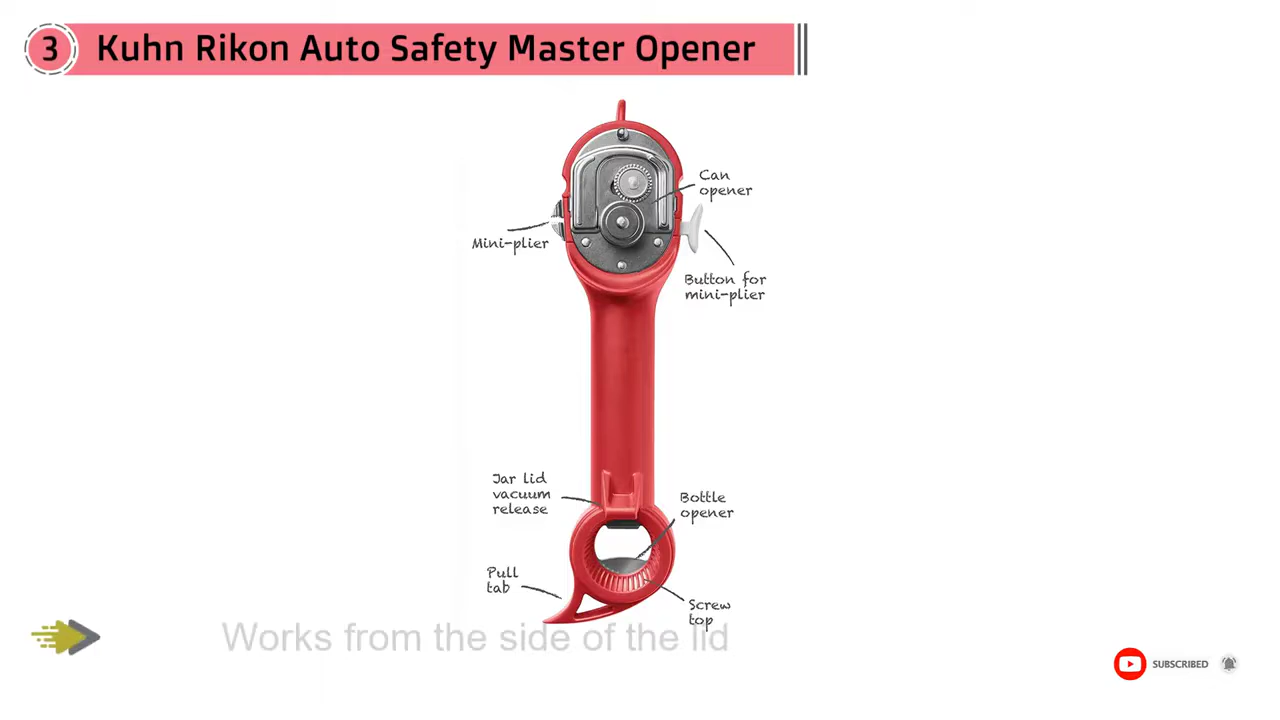 3
Kuhn Rikon Auto Safety Master Opener
Can
opener
Mini-plier
Button for
mini-plier
Jar lid
vacuum
release
Bottle
opener
Pull
tab
Screw
top
Works from the side of the lid
SUBSCRIBED